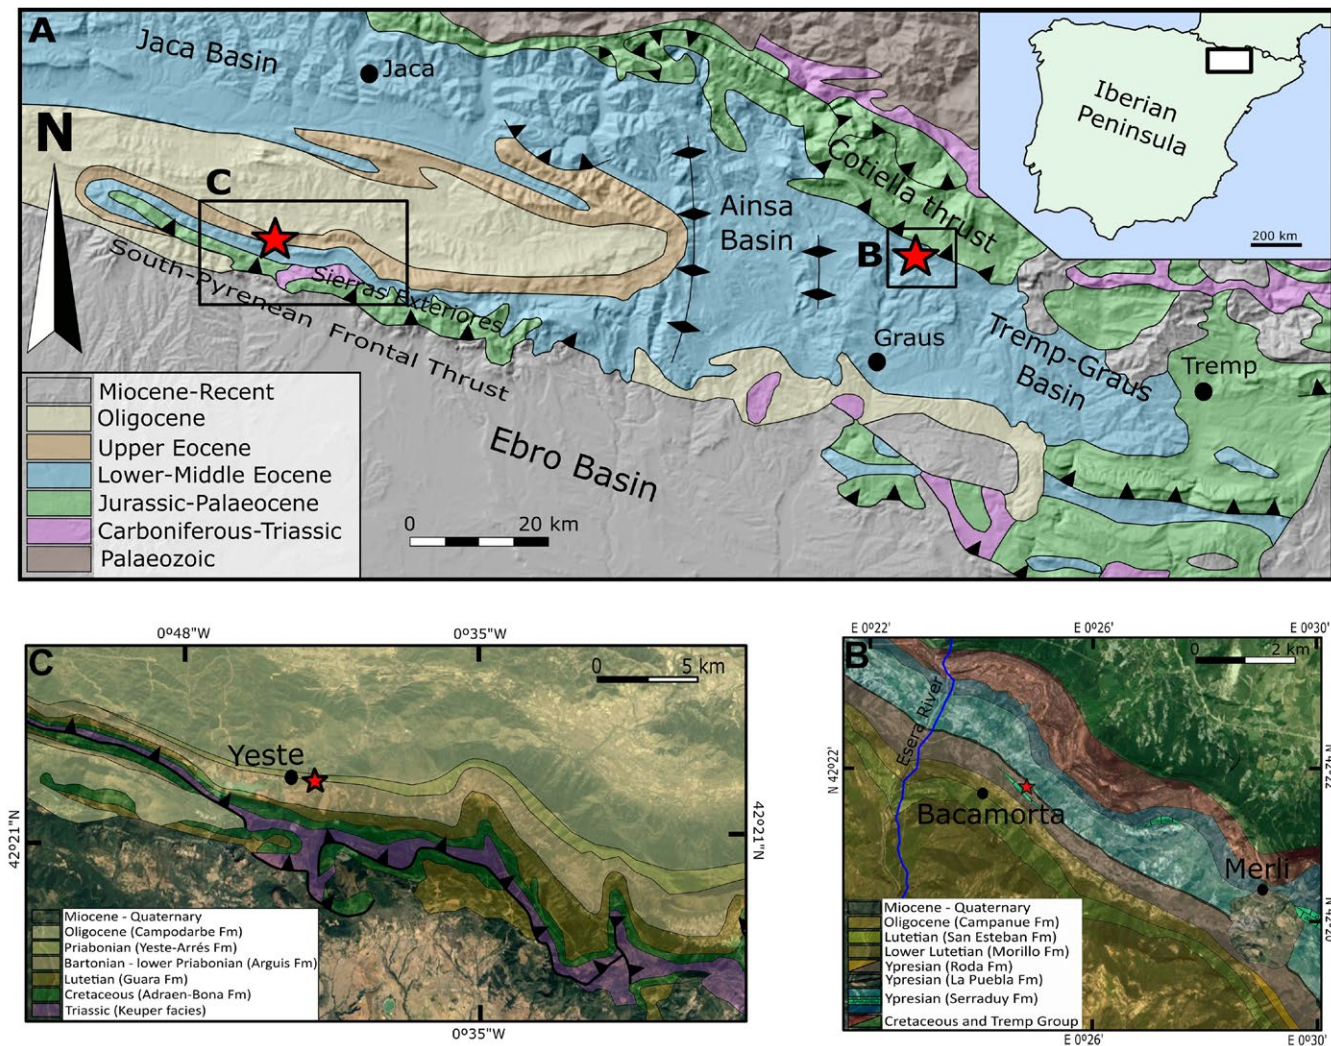 A
Jaca Basin
Jaca
N
C
Cotiella thrust
Ainsa
Basin
B
South-Pyrenean Frontal Thrust
Sierras Exteriores
Graus
Tremp-Graus
Basin
Tremp
Ebro Basin
0 20 km
Iberian
Peninsula
200 km
Miocene-Recent
Oligocene
Upper Eocene
Lower-Middle Eocene
Jurassic-Palaeocene
Carboniferous-Triassic
Palaeozoic
0º48"W
0º35"W
C
0 5 km
Yeste
42º21"N
42º21"N
Miocene - Quaternary
Oligocene (Campodarbe Fm)
Priabonian (Yeste-Arrés Fm)
Bartonian - lower Priabonian (Arguis Fm)
Lutetian (Guara Fm)
Cretaceous (Adraen-Bona Fm)
Triassic (Keuper facies)
0º35"W
E 0º22'
E 0º26'
E 0º30'
B
0 2 km
Esera River
N 42º22'
N 42º22'
Bacamorta
Merli
N 42º20'
Miocene - Quaternary
Oligocene (Campanue Fm)
Lutetian (San Esteban Fm)
Lower Lutetian (Morillo Fm)
Ypresian (Roda Fm)
Ypresian (La Puebla Fm)
Ypresian (Serraduy Fm)
Cretaceous and Tremp Group
E 0º26'
E 0º30'